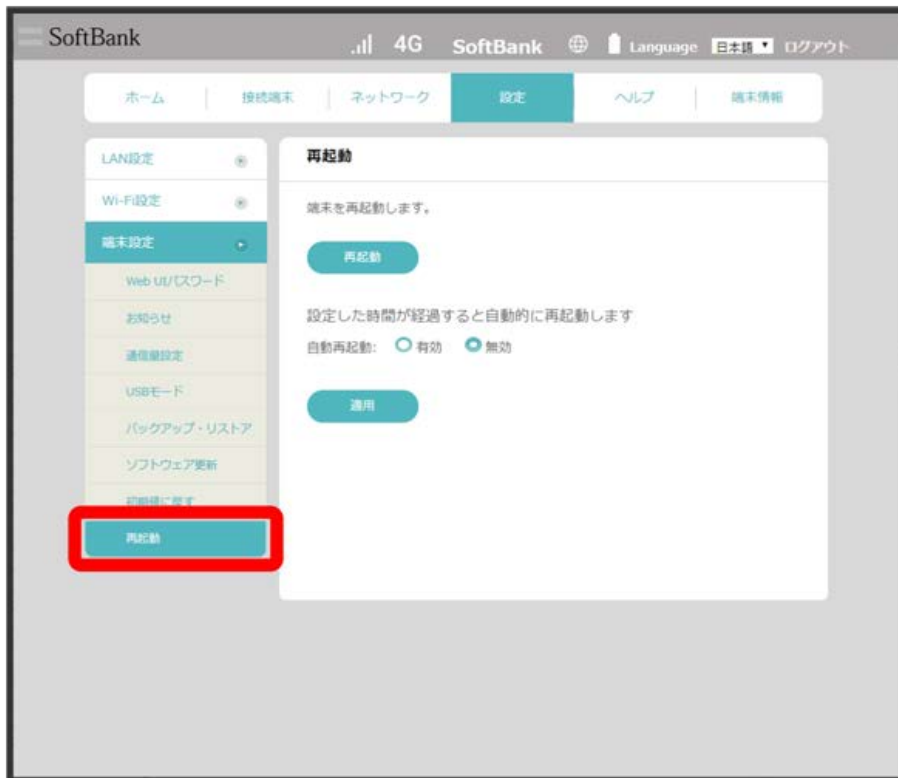 SoftBank
4G SoftBank Language 日本語 ログアウト
ホーム 接続端末 ネットワーク 設定 ヘルプ 端末情報
LAN設定
Wi-Fi設定
端末設定
Web UIパスワード
お知らせ
通信量設定
USBモード
バックアップ・リストア
ソフトウェア更新
初期値に戻す
再起動
再起動
端末を再起動します。
再起動
設定した時間が経過すると自動的に再起動します
自動再起動: 有効 無効
適用